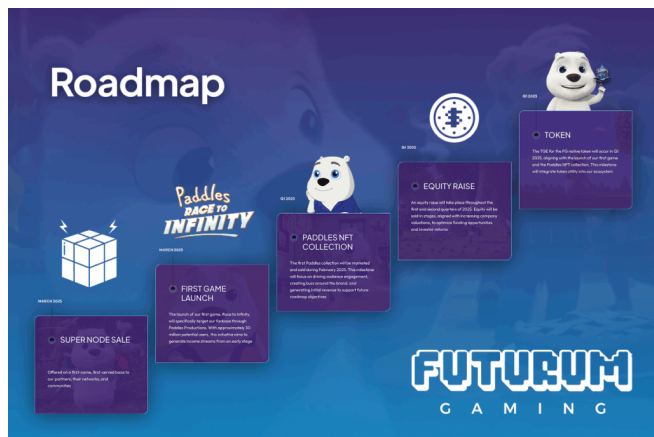 Roadmap
MARCH 2025
SUPER NODE SALE
Offered on a first-come, first-served basis to
our partners, their networks, and
communities
Paddles
RACE TO
INFINITY
MARCH 2025
FIRST GAME
LAUNCH
The launch of our first game, Race to Infinity,
will specifically target our fanbase through
Paddles Productions. With approximately 30
million potential users, this initiative aims to
generate income streams from an early stage
Q1 2025
PADDLES NFT
COLLECTION
The first Paddles collection will be marketed
and sold during February 2025. This milestone
will focus on driving audience engagement,
creating buzz around the brand, and
generating initial revenue to support future
roadmap objectives
Q1 2025
EQUITY RAISE
An equity raise will take place throughout the
first and second quarters of 2025. Equity will be
sold in stages, aligned with increasing company
valuations, to optimize funding opportunities
and investor returns
Q1 2025
TOKEN
The TGE for the FG native token will occur in Q1
2025, aligning with the launch of our first game
and the Paddles NFT collection. This milestone
will integrate token utility into our ecosystem
FUTURUM
GAMING